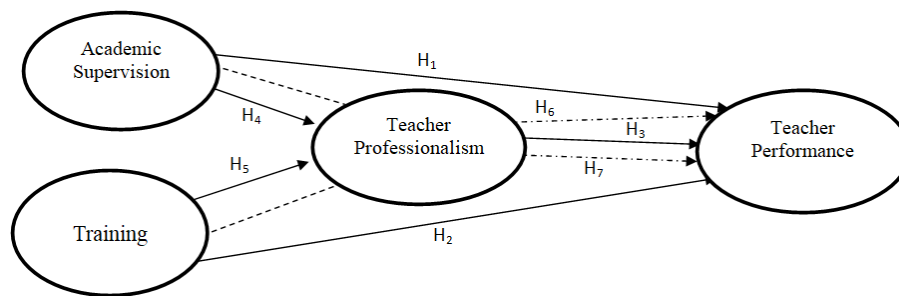 Academic
Supervision
H1
H4
Teacher
Professionalism
H6
H3
H7
Teacher
Performance
H5
Training
H2